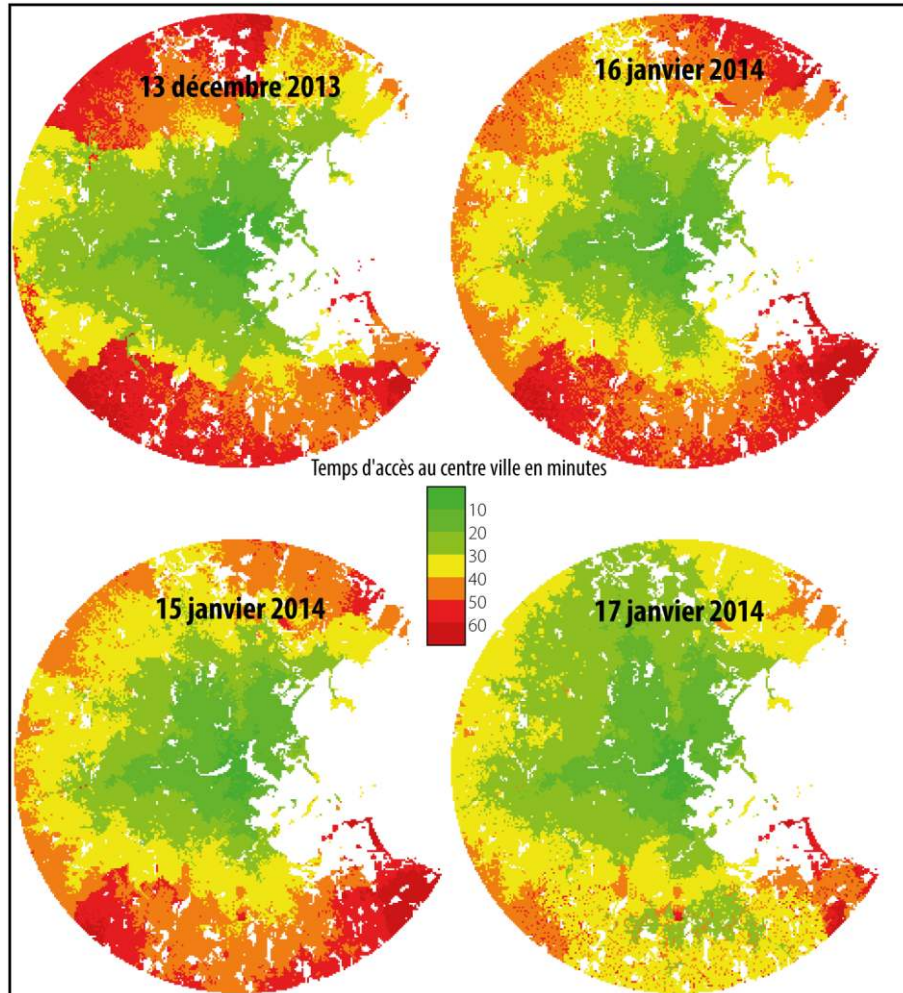 13 décembre 2013
16 janvier 2014
Temps d'accès au centre ville en minutes
10
20
30
40
50
60
15 janvier 2014
17 janvier 2014